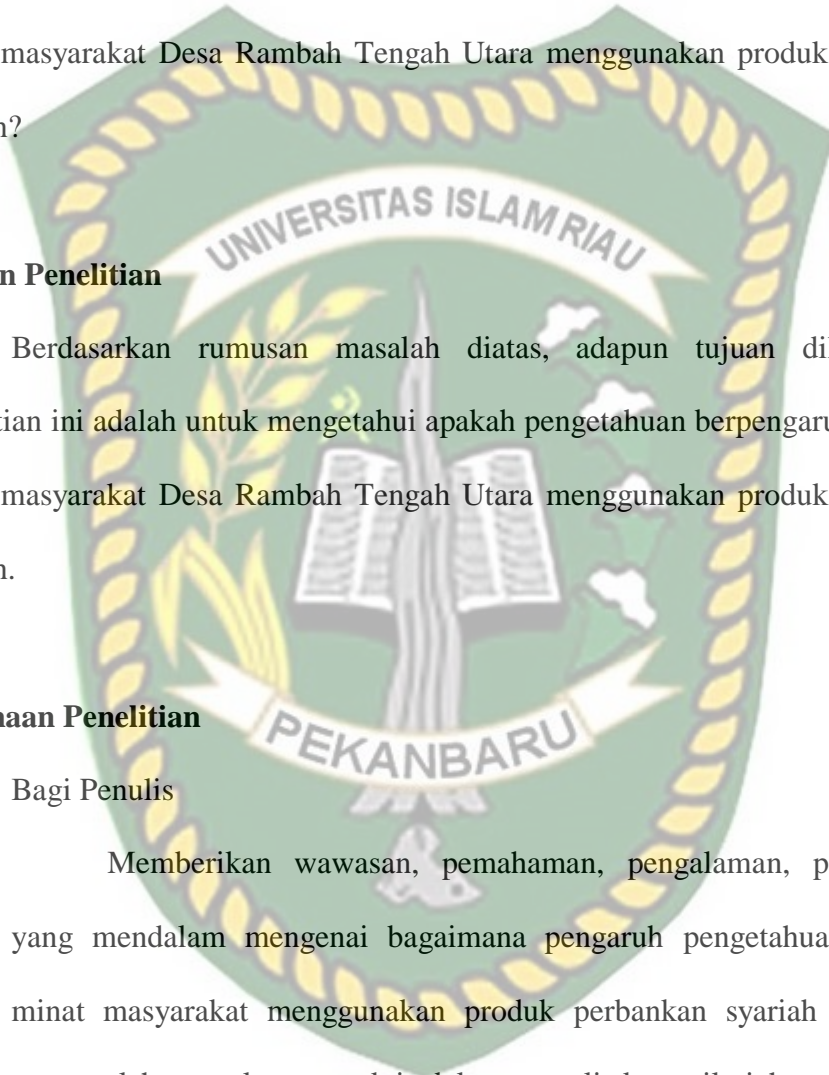 masyarakat Desa Rambah Tengah Utara menggunakan produk
n?
UNIVERSITAS ISLAM RIAU
n Penelitian
Berdasarkan rumusan masalah diatas, adapun tujuan dil
tian ini adalah untuk mengetahui apakah pengetahuan berpengaru
masyarakat Desa Rambah Tengah Utara menggunakan produk
n.
naan Penelitian
PEKANBARU
Bagi Penulis
Memberikan wawasan, pemahaman, pengalaman, p
yang mendalam mengenai bagaimana pengaruh pengetahua
minat masyarakat menggunakan produk perbankan syariah